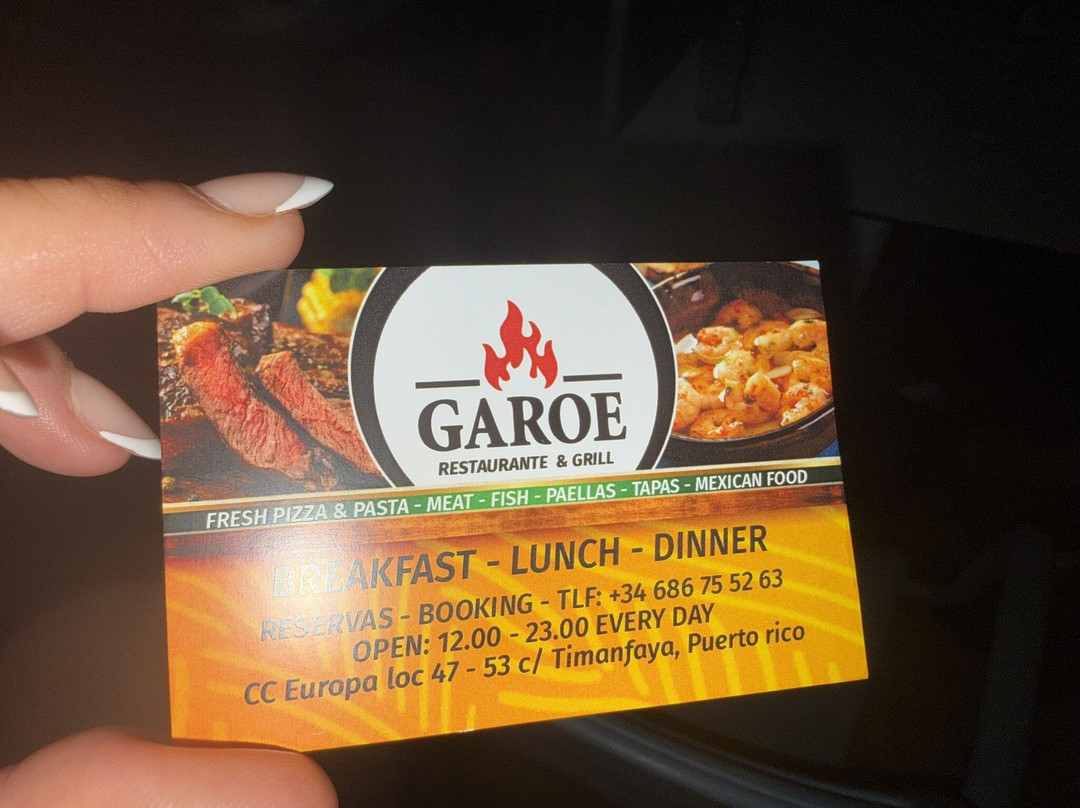 GAROE
RESTAURANTE & GRILL
FRESH PIZZA & PASTA - MEAT - FISH - PAELLAS - TAPAS - MEXICAN FOOD
BREAKFAST - LUNCH - DINNER
RESERVAS - BOOKING - TLF: +34 686 75 52 63
OPEN: 12.00 - 23.00 EVERY DAY
CC Europa loc 47 - 53 c/ Timanfaya, Puerto rico